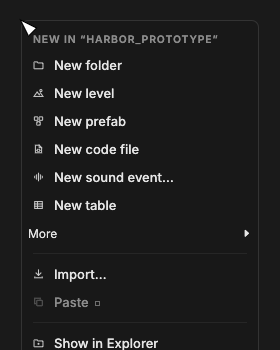 NEW IN “HARBOR_PROTOTYPE”
New folder
New level
New prefab
New code file
New sound event...
New table
More
Import...
Paste
Show in Explorer